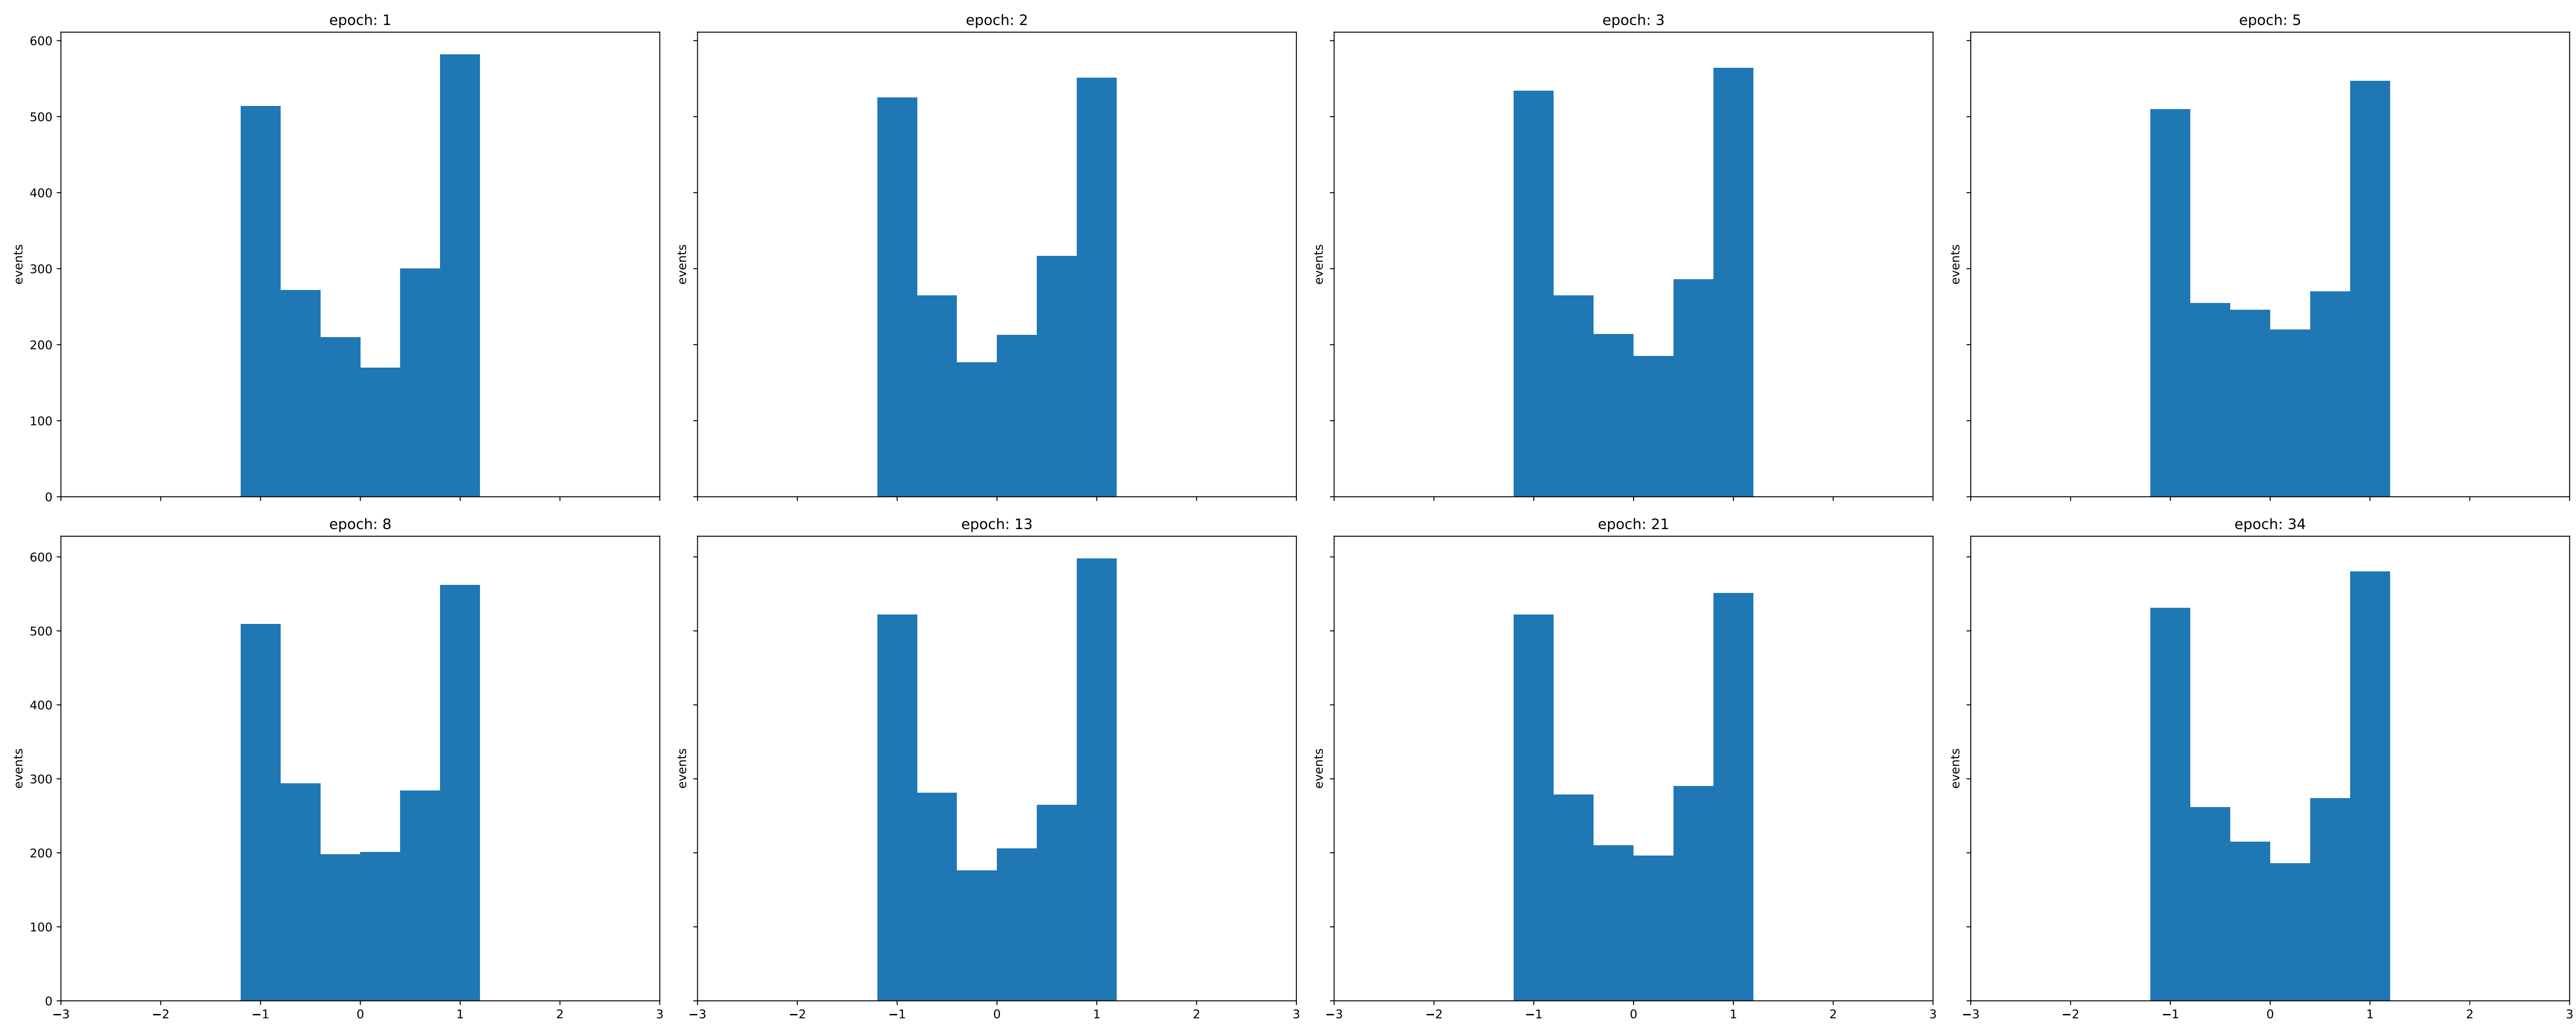 epoch: 1
epoch: 2
epoch: 3
epoch: 5
600
500
400
300
200
100
0
events
events
events
events
epoch: 8
epoch: 13
epoch: 21
epoch: 34
600
500
400
300
200
100
0
events
events
events
events
−3 −2 −1 0 1 2 3
−3 −2 −1 0 1 2 3
−3 −2 −1 0 1 2 3
−3 −2 −1 0 1 2 3